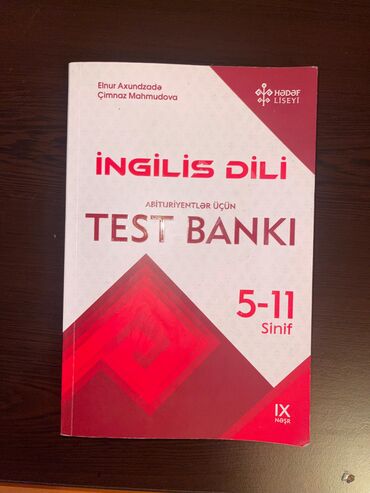 Elnur Axundzadə
Çimnaz Mahmudova
HƏDƏF
LİSEYİ
İNGİLİS DİLİ
ABİTURİYENTLƏR ÜÇÜN
TEST BANKI
5-11
Sinif
IX
NƏŞR